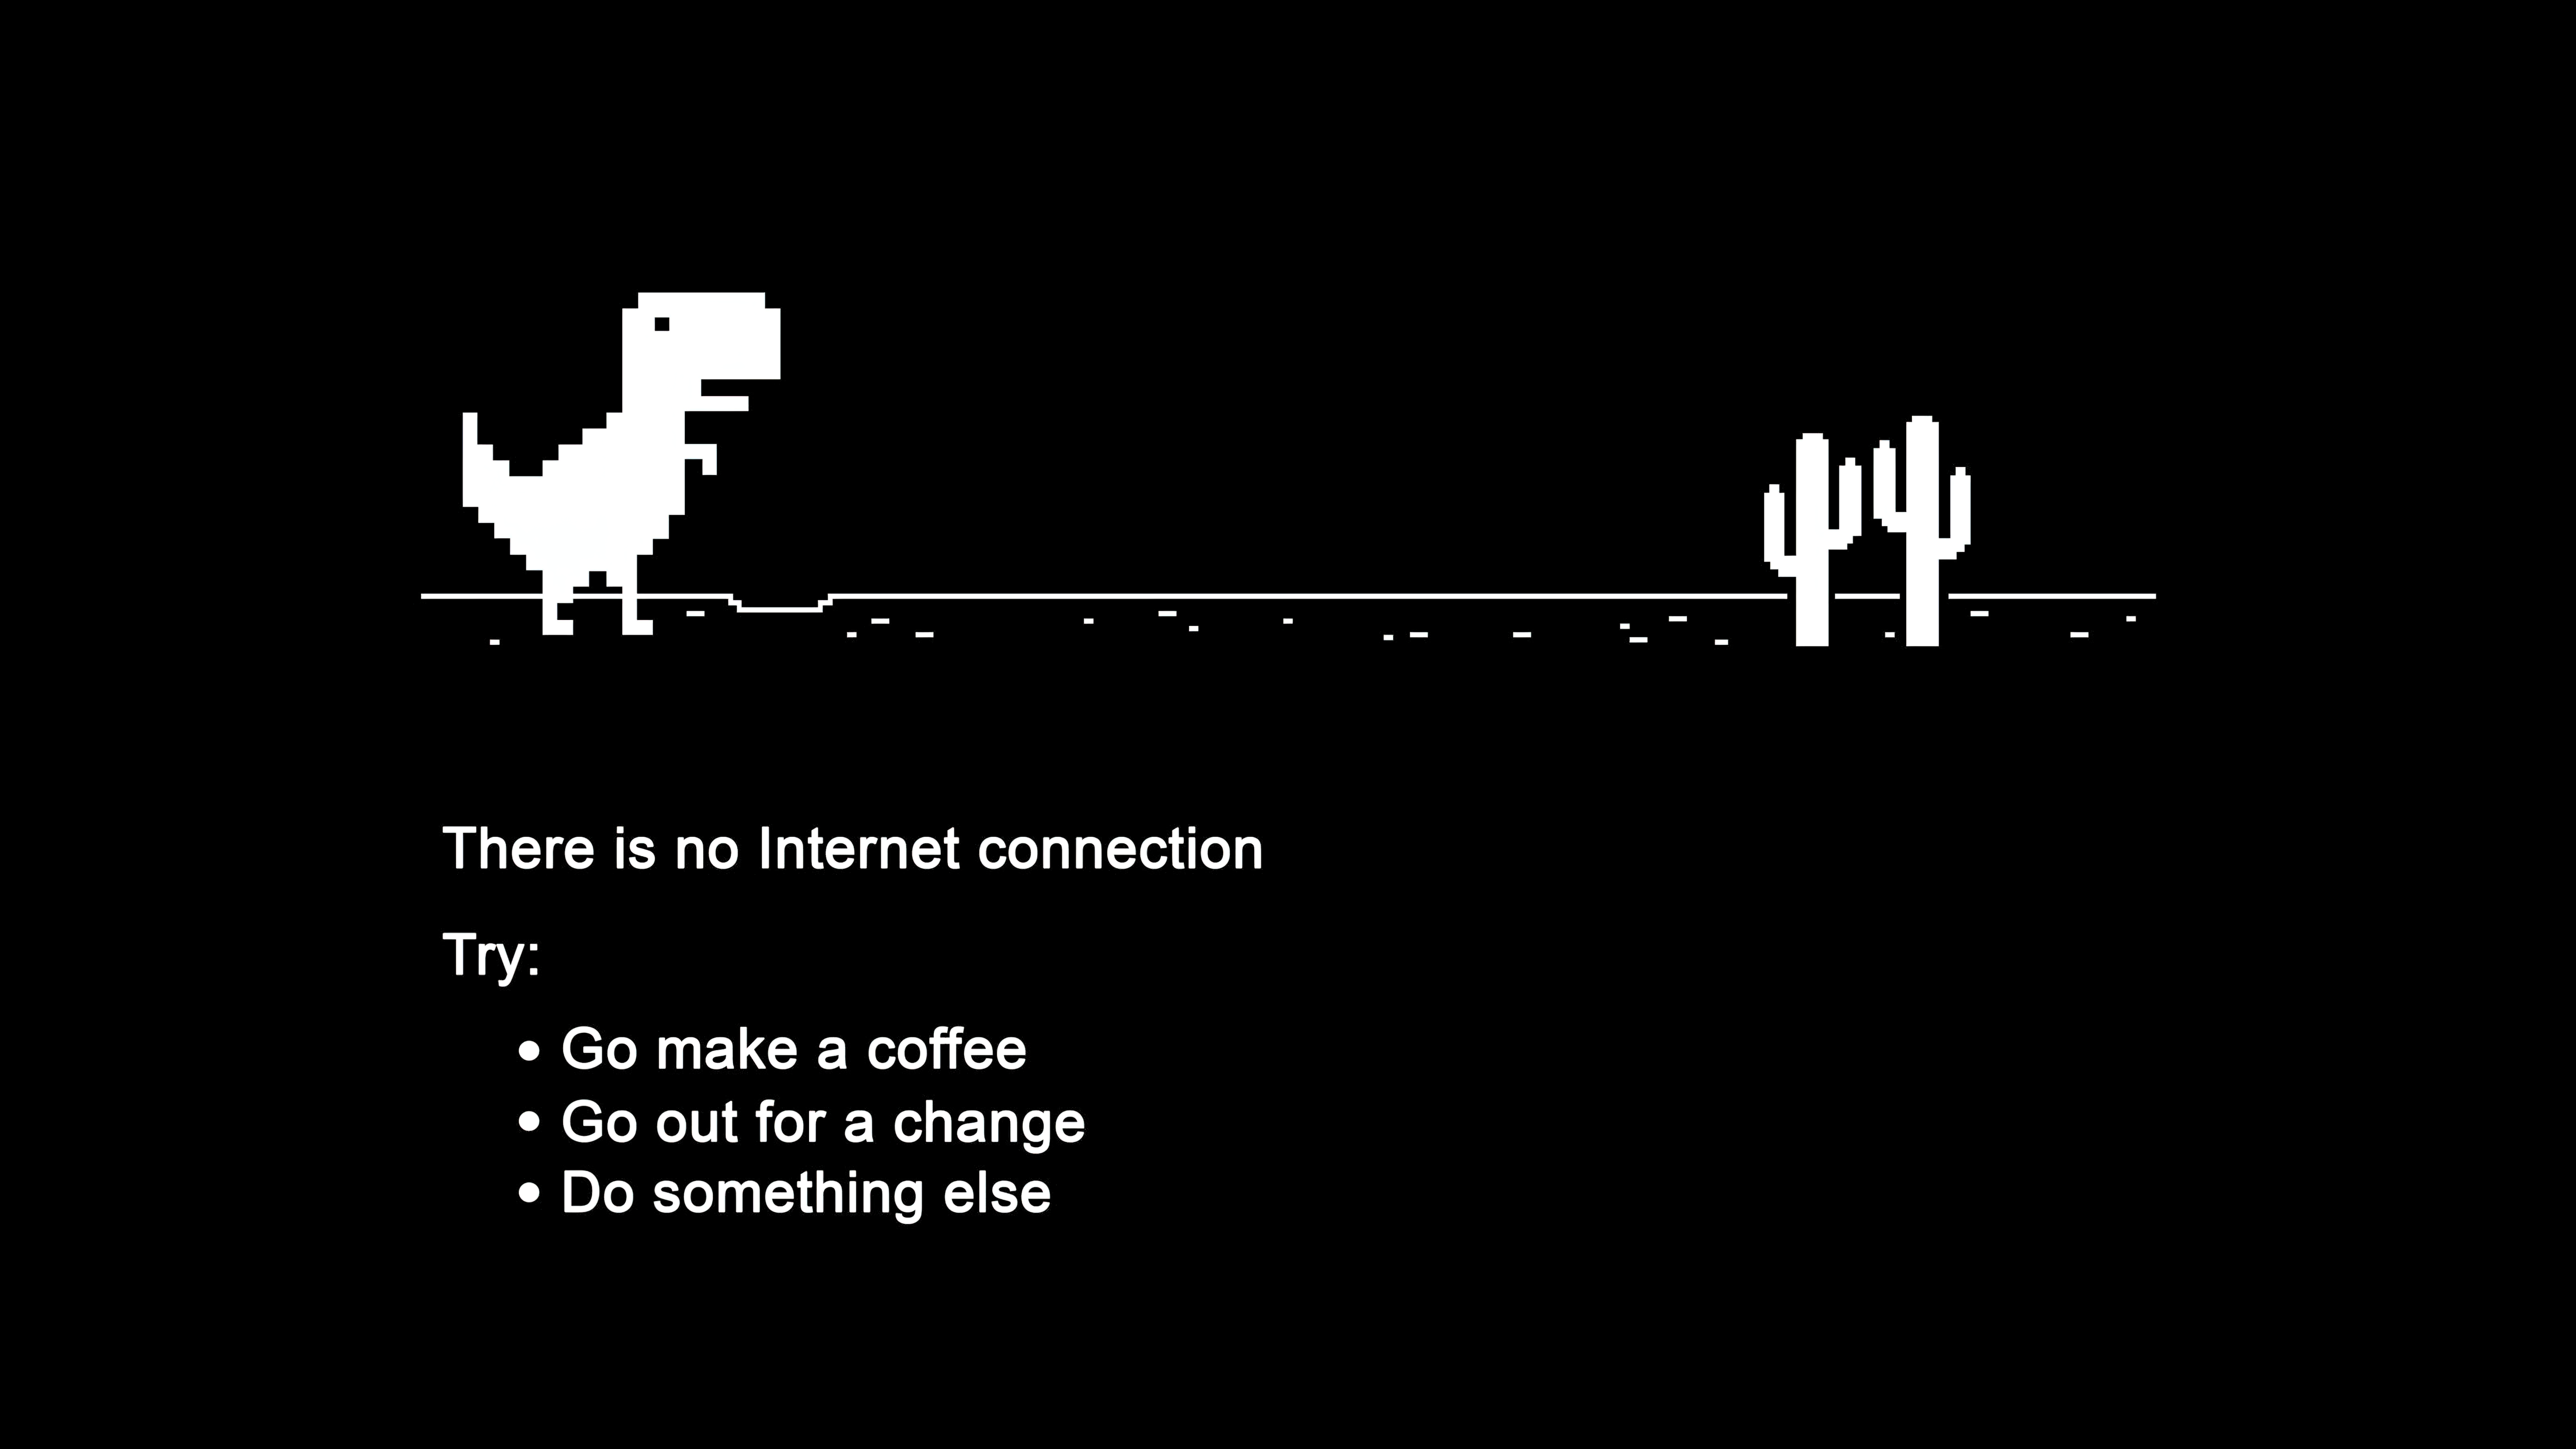 There is no Internet connection
Try:
• Go make a coffee
• Go out for a change
• Do something else